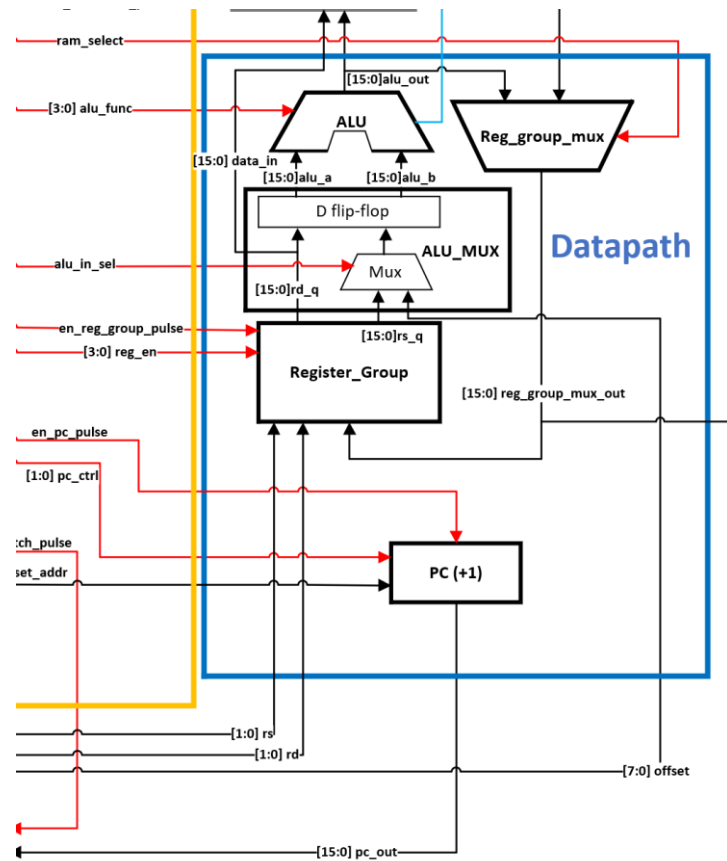 ram_select
[15:0]alu_out
[3:0] alu_func
ALU
Reg_group_mux
[15:0] data_in
[15:0]alu_a
[15:0]alu_b
D flip-flop
ALU_MUX
Datapath
alu_in_sel
Mux
[15:0]rd_q
en_reg_group_pulse
[15:0]rs_q
[3:0] reg_en
Register_Group
[15:0] reg_group_mux_out
en_pc_pulse
[1:0] pc_ctrl
tch_pulse
set_addr
PC (+1)
[1:0] rs
[1:0] rd
[7:0] offset
[15:0] pc_out